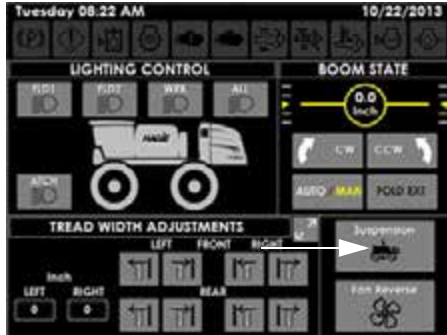 Tuesday 08:22 AM 10/22/2013
LIGHTING CONTROL BOOM STATE
FLD1 FLD2 WRK ALL
0.0
Inch
HAGIE
CW CCW
ATCH
AUTO / MAN FOLD EXT
TREAD WIDTH ADJUSTMENTS
LEFT FRONT RIGHT
Suspension
Inch
LEFT RIGHT REAR
Fan Reverse
0 0